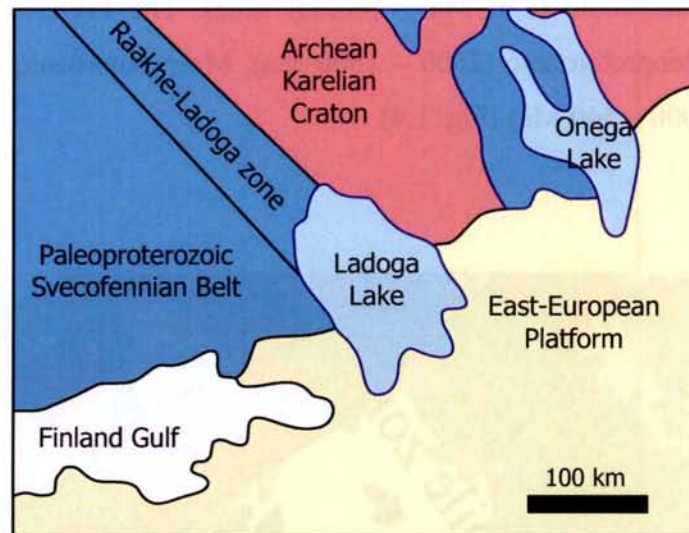 Raakhe-Ladoga zone
Archean
Karelian
Craton
Onega
Lake
Paleoproterozoic
Svecofennian Belt
Ladoga
Lake
East-European
Platform
Finland Gulf
100 km